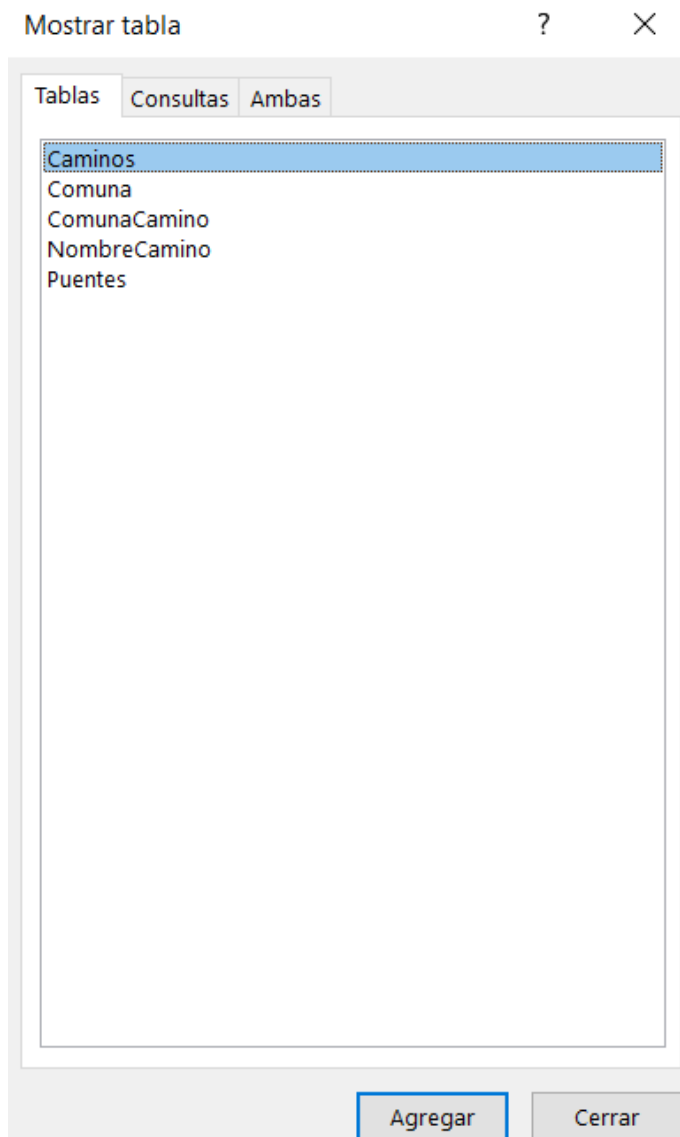 Mostrar tabla ?
Tablas Consultas Ambas
Caminos
Comuna
ComunaCamino
NombreCamino
Puentes
Agregar Cerrar